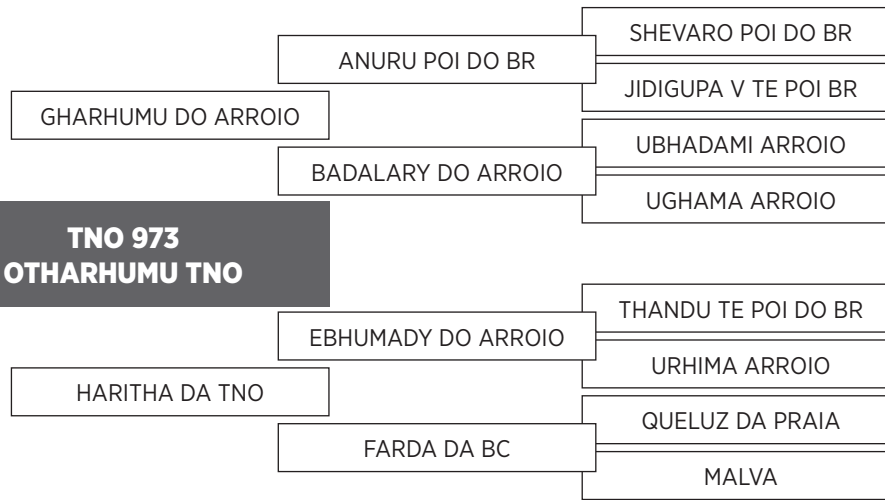 SHEVARO POI DO BR
ANURU POI DO BR
JIDIGUPA V TE POI BR
GHARHUMU DO ARROIO
UBHADAMI ARROIO
BADALARY DO ARROIO
UGHAMA ARROIO
TNO 973
OTHARHUMU TNO
THANDU TE POI DO BR
EBHUMADY DO ARROIO
URHIMA ARROIO
HARITHA DA TNO
QUELUZ DA PRAIA
FARDA DA BC
MALVA